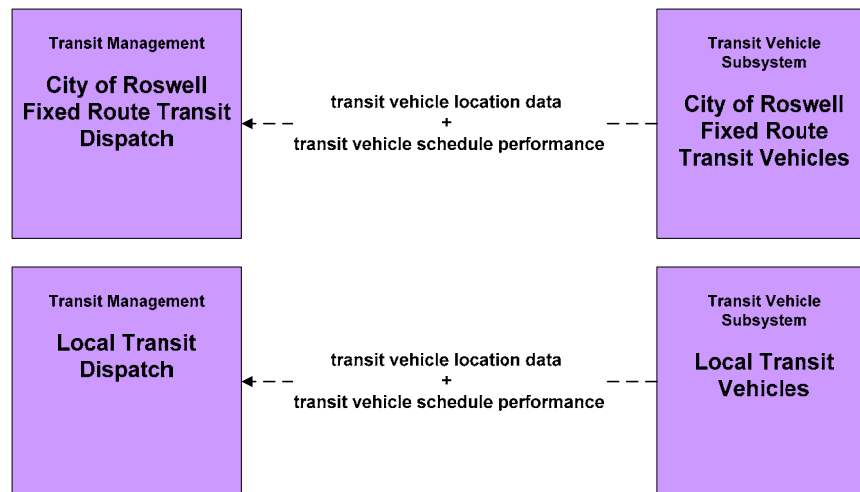 Transit Management
City of Roswell
Fixed Route Transit
Dispatch
transit vehicle location data
+
transit vehicle schedule performance
Transit Vehicle
Subsystem
City of Roswell
Fixed Route
Transit Vehicles
Transit Management
Local Transit
Dispatch
transit vehicle location data
+
transit vehicle schedule performance
Transit Vehicle
Subsystem
Local Transit
Vehicles